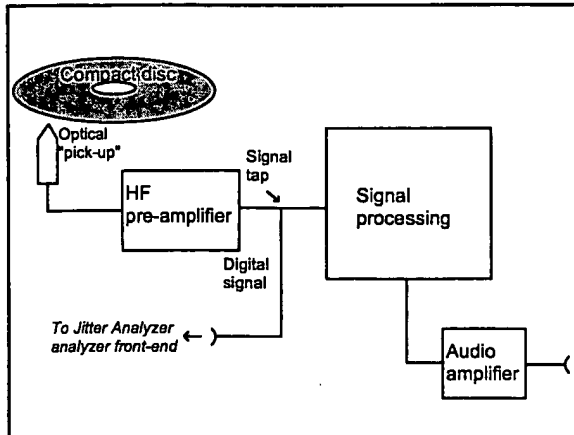 Compact disc
Optical
"pick-up"
HF
pre-amplifier
Signal
tap
Signal
processing
Digital
signal
To Jitter Analyzer
analyzer front-end
Audio
amplifier